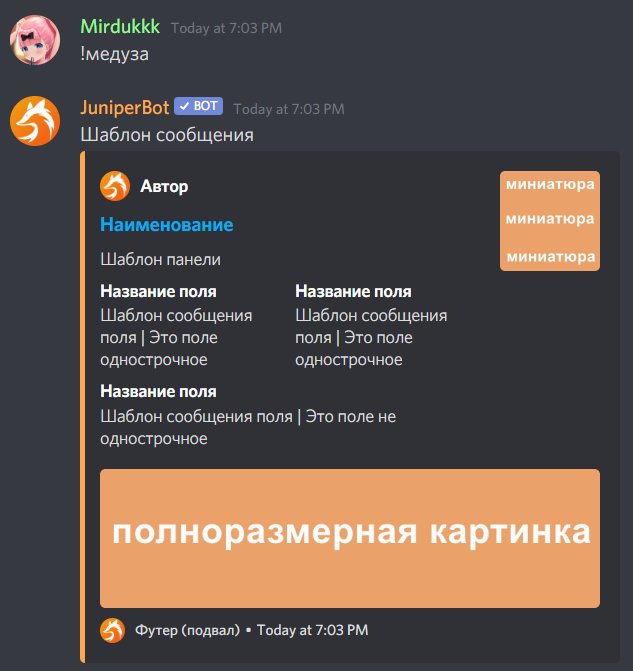 Mirdukkk Today at 7:03 PM
!медуза
JuniperBot ✓ BOT Today at 7:03 PM
Шаблон сообщения
Автор
миниатюра
миниатюра
миниатюра
Наименование
Шаблон панели
Название поля
Шаблон сообщения
поля | Это поле
однострочное
Название поля
Шаблон сообщения
поля | Это поле
однострочное
Название поля
Шаблон сообщения поля | Это поле не
однострочное
полноразмерная картинка
Футер (подвал) • Today at 7:03 PM